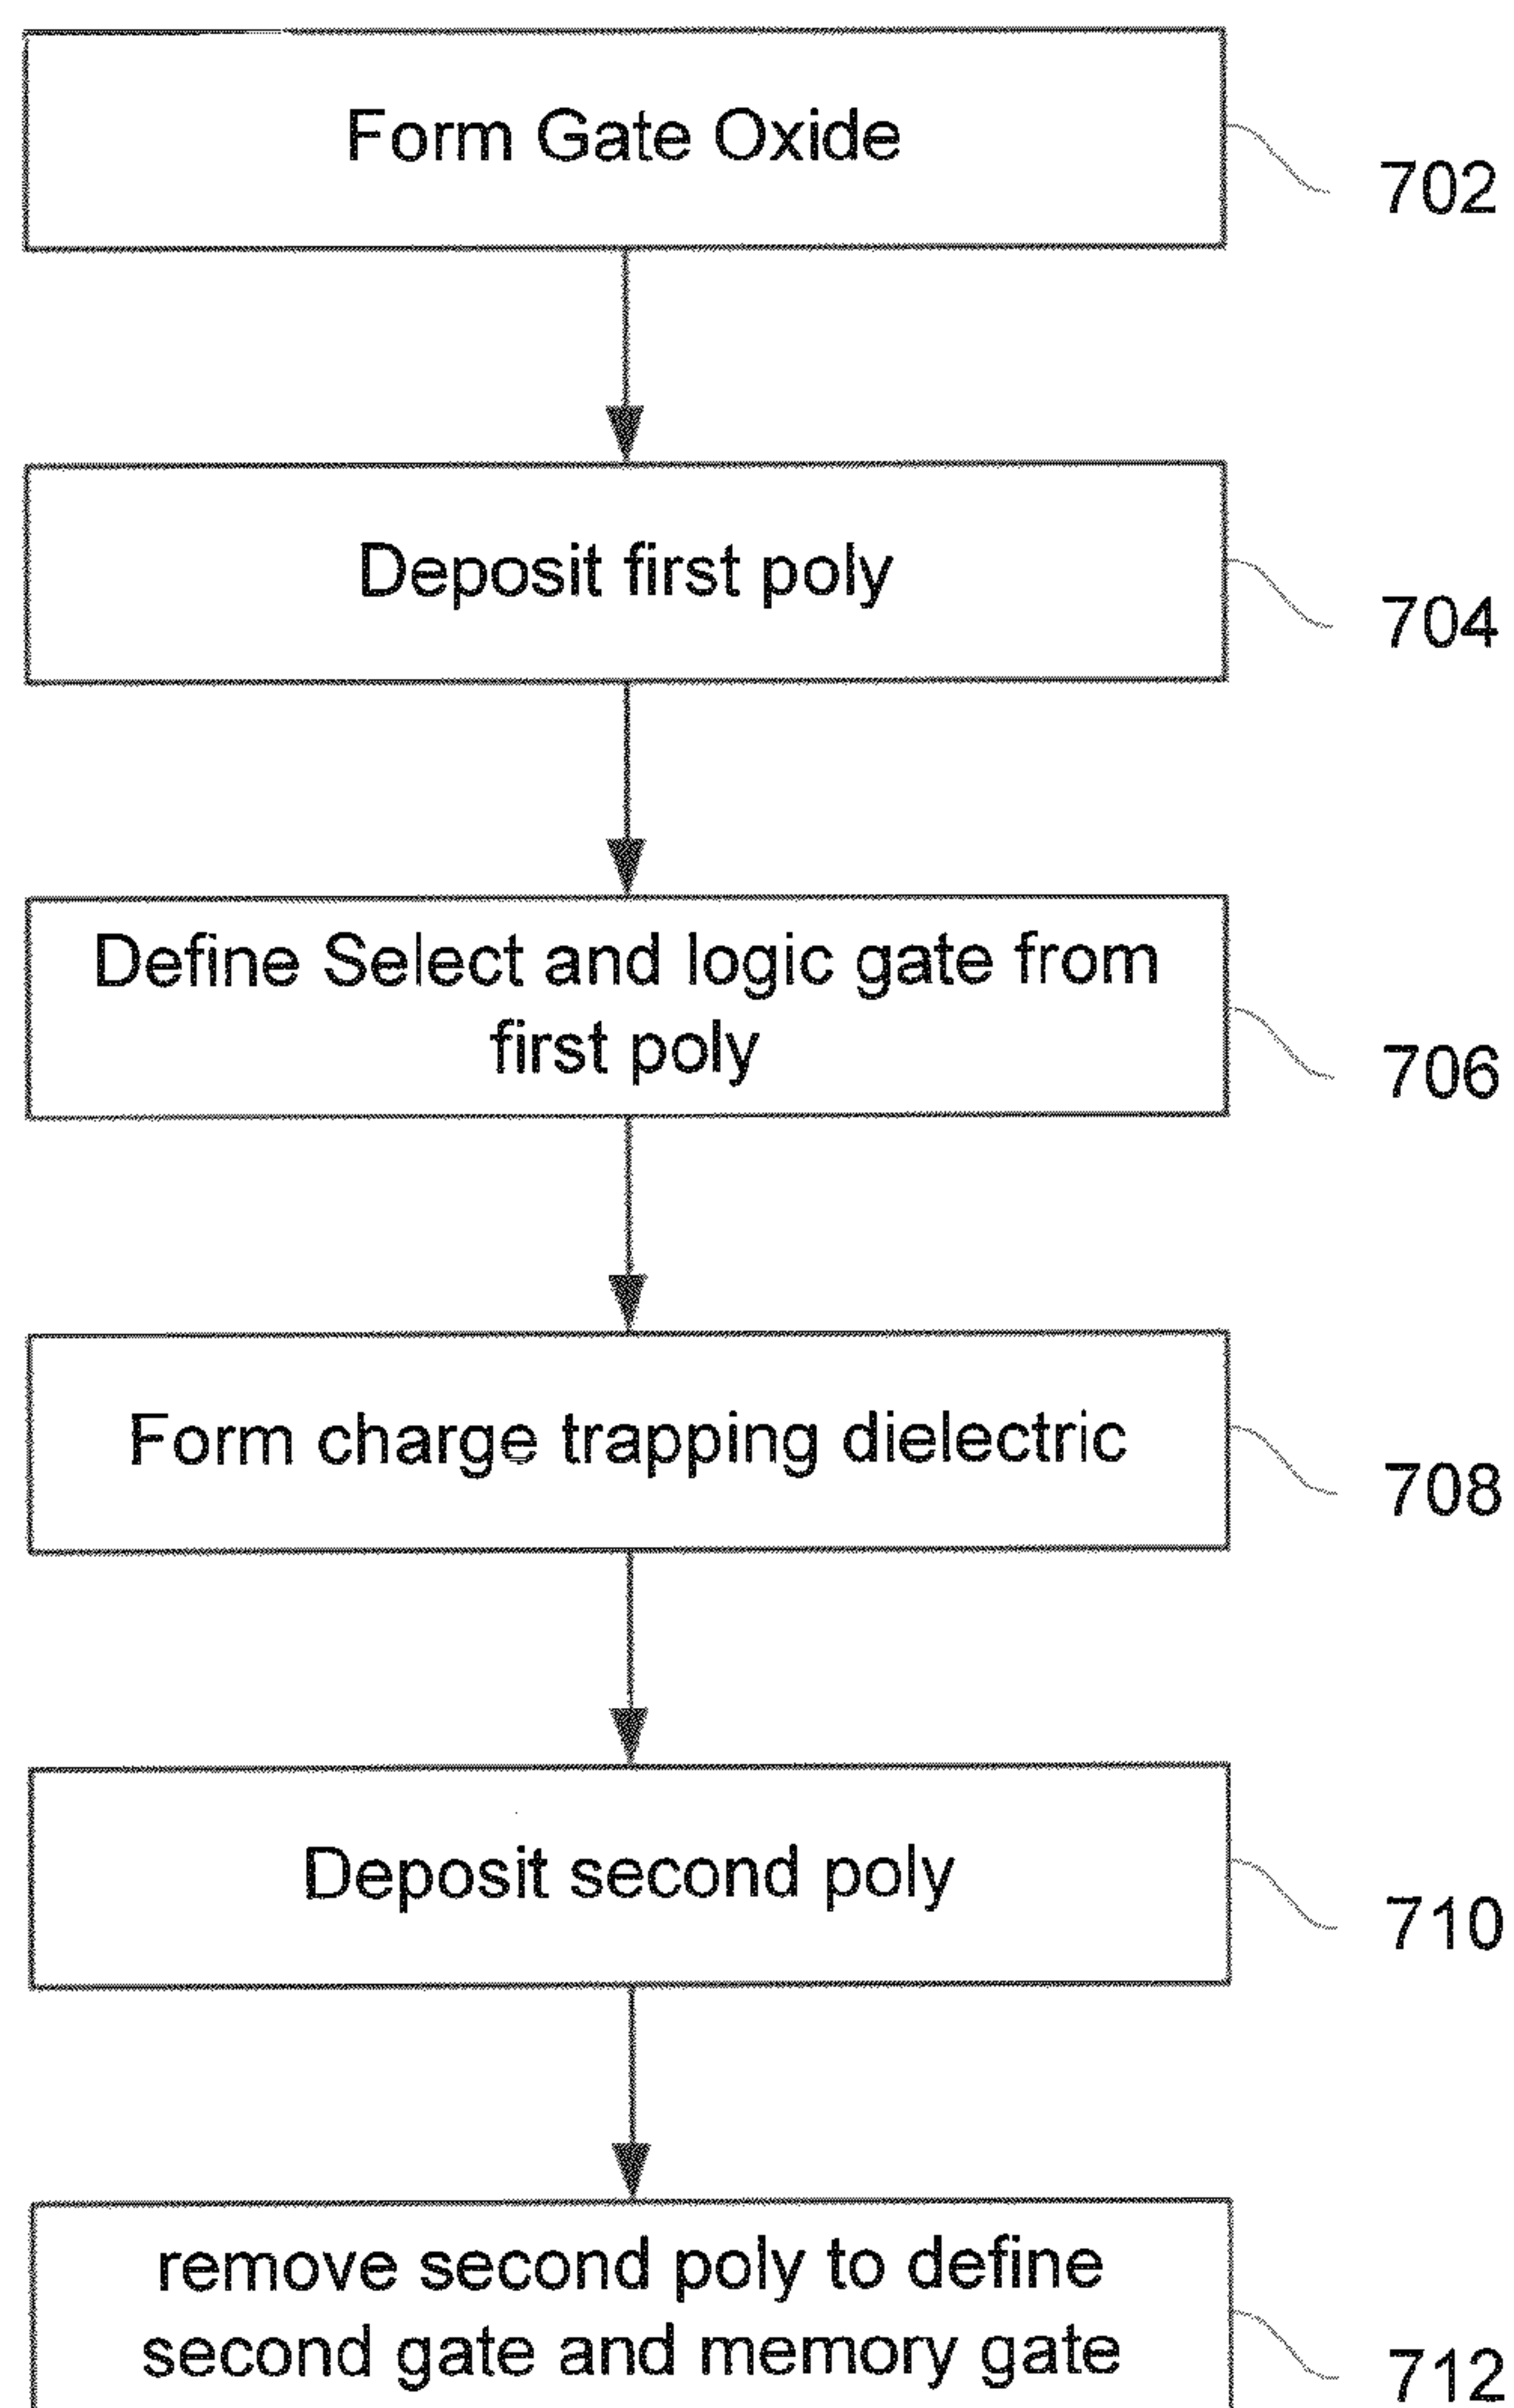 Form Gate Oxide
702
Deposit first poly
704
Define Select and logic gate from
first poly
706
Form charge trapping dielectric
708
Deposit second poly
710
remove second poly to define
second gate and memory gate
712